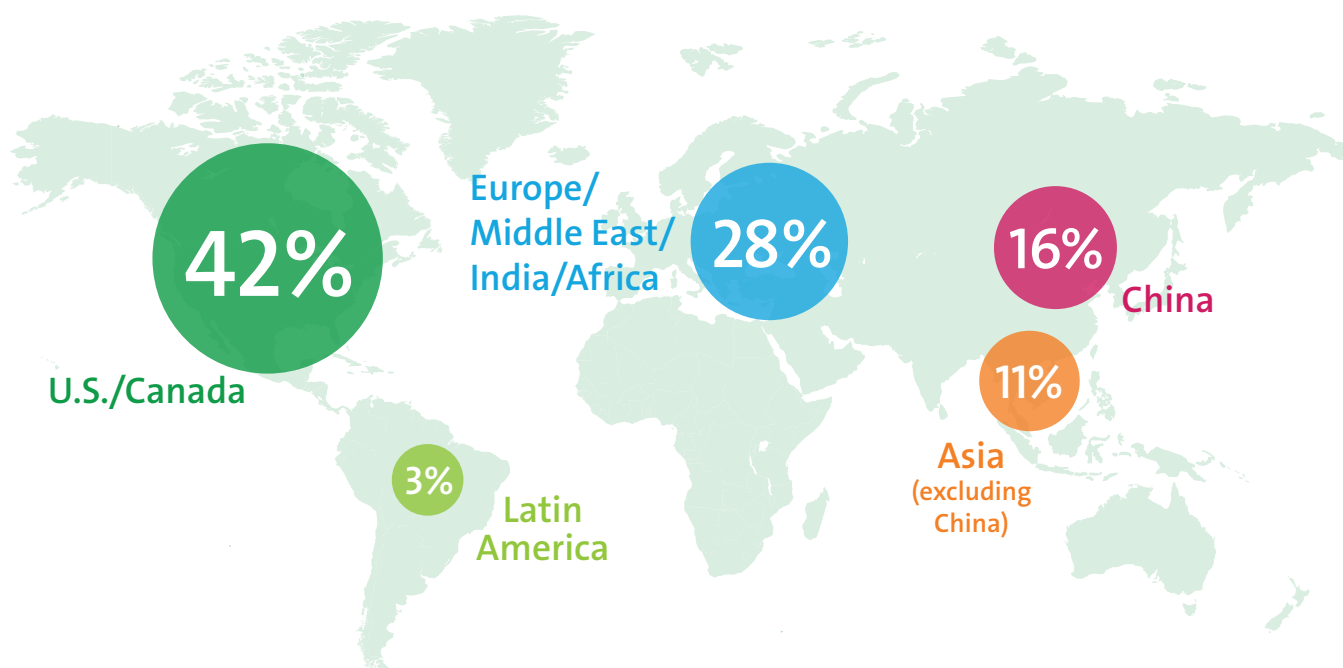 42%
U.S./Canada
Europe/
Middle East/
India/Africa
28%
16%
China
11%
Asia
(excluding
China)
3%
Latin
America